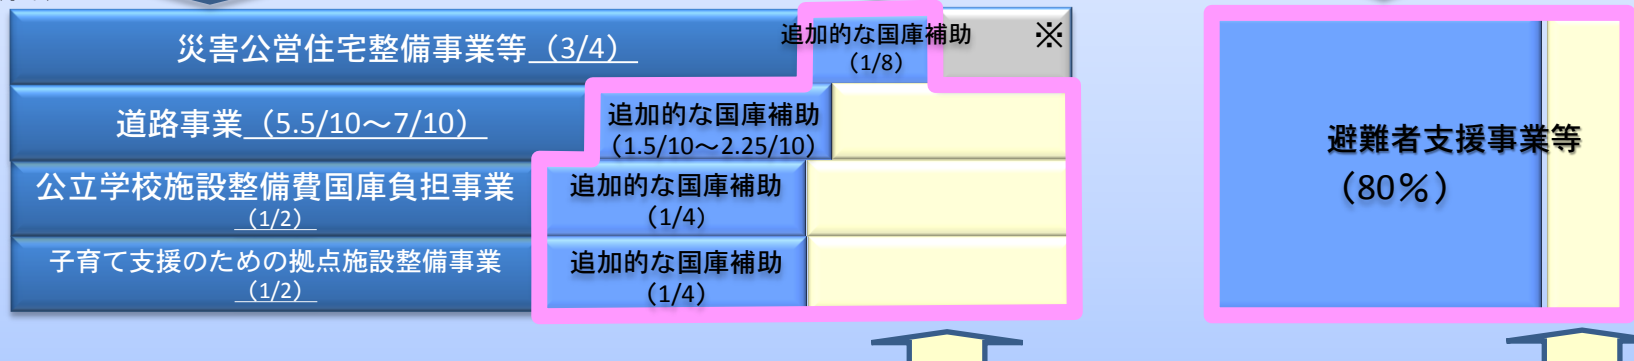 災害公営住宅整備事業等（3/4）
追加的な国庫補助
（1/8）
※
道路事業（5.5/10～7/10）
追加的な国庫補助
（1.5/10～2.25/10）
公立学校施設整備費国庫負担事業
（1/2）
追加的な国庫補助
（1/4）
子育て支援のための拠点施設整備事業
（1/2）
追加的な国庫補助
（1/4）
避難者支援事業等
（80％）